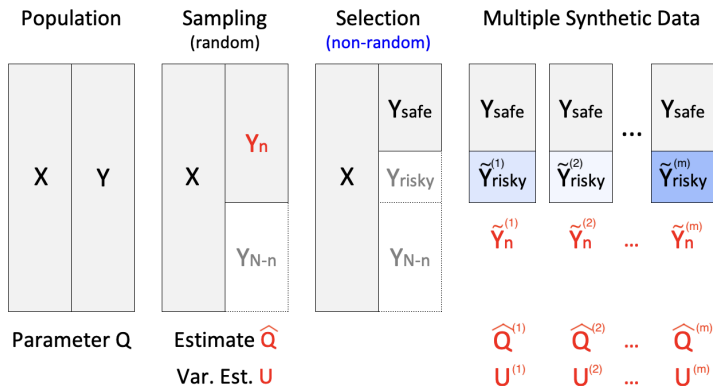 Population
Sampling
(random)
Selection
(non-random)
Multiple Synthetic Data
X
Y
X
Yn
YN-n
X
Ysafe
Yrisky
YN-n
Ysafe
Ysafe
...
Ysafe
Ỹ(1)risky
Ỹ(2)risky
Ỹ(m)risky
Ỹn(1) Ỹn(2) ... Ỹn(m)
Parameter Q
Estimate Q̂
Q̂(1) Q̂(2) ... Q̂(m)
Var. Est. U
U(1) U(2) ... U(m)